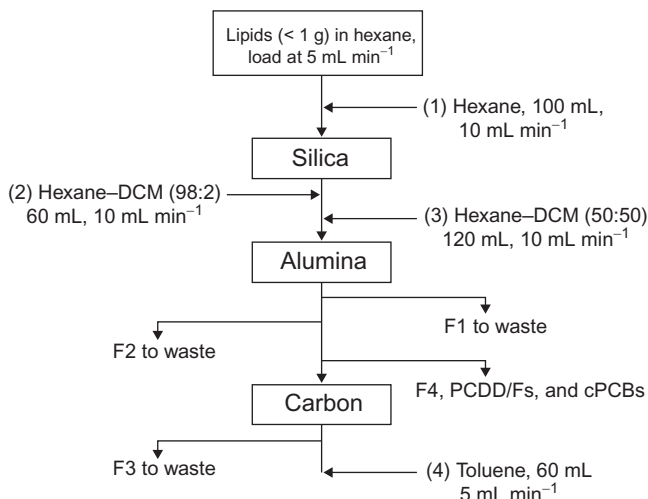 Lipids (< 1 g) in hexane,
load at 5 mL min⁻¹
(1) Hexane, 100 mL,
10 mL min⁻¹
Silica
(2) Hexane–DCM (98:2)
60 mL, 10 mL min⁻¹
(3) Hexane–DCM (50:50)
120 mL, 10 mL min⁻¹
Alumina
F1 to waste
F2 to waste
F4, PCDD/Fs, and cPCBs
Carbon
F3 to waste
(4) Toluene, 60 mL
5 mL min⁻¹